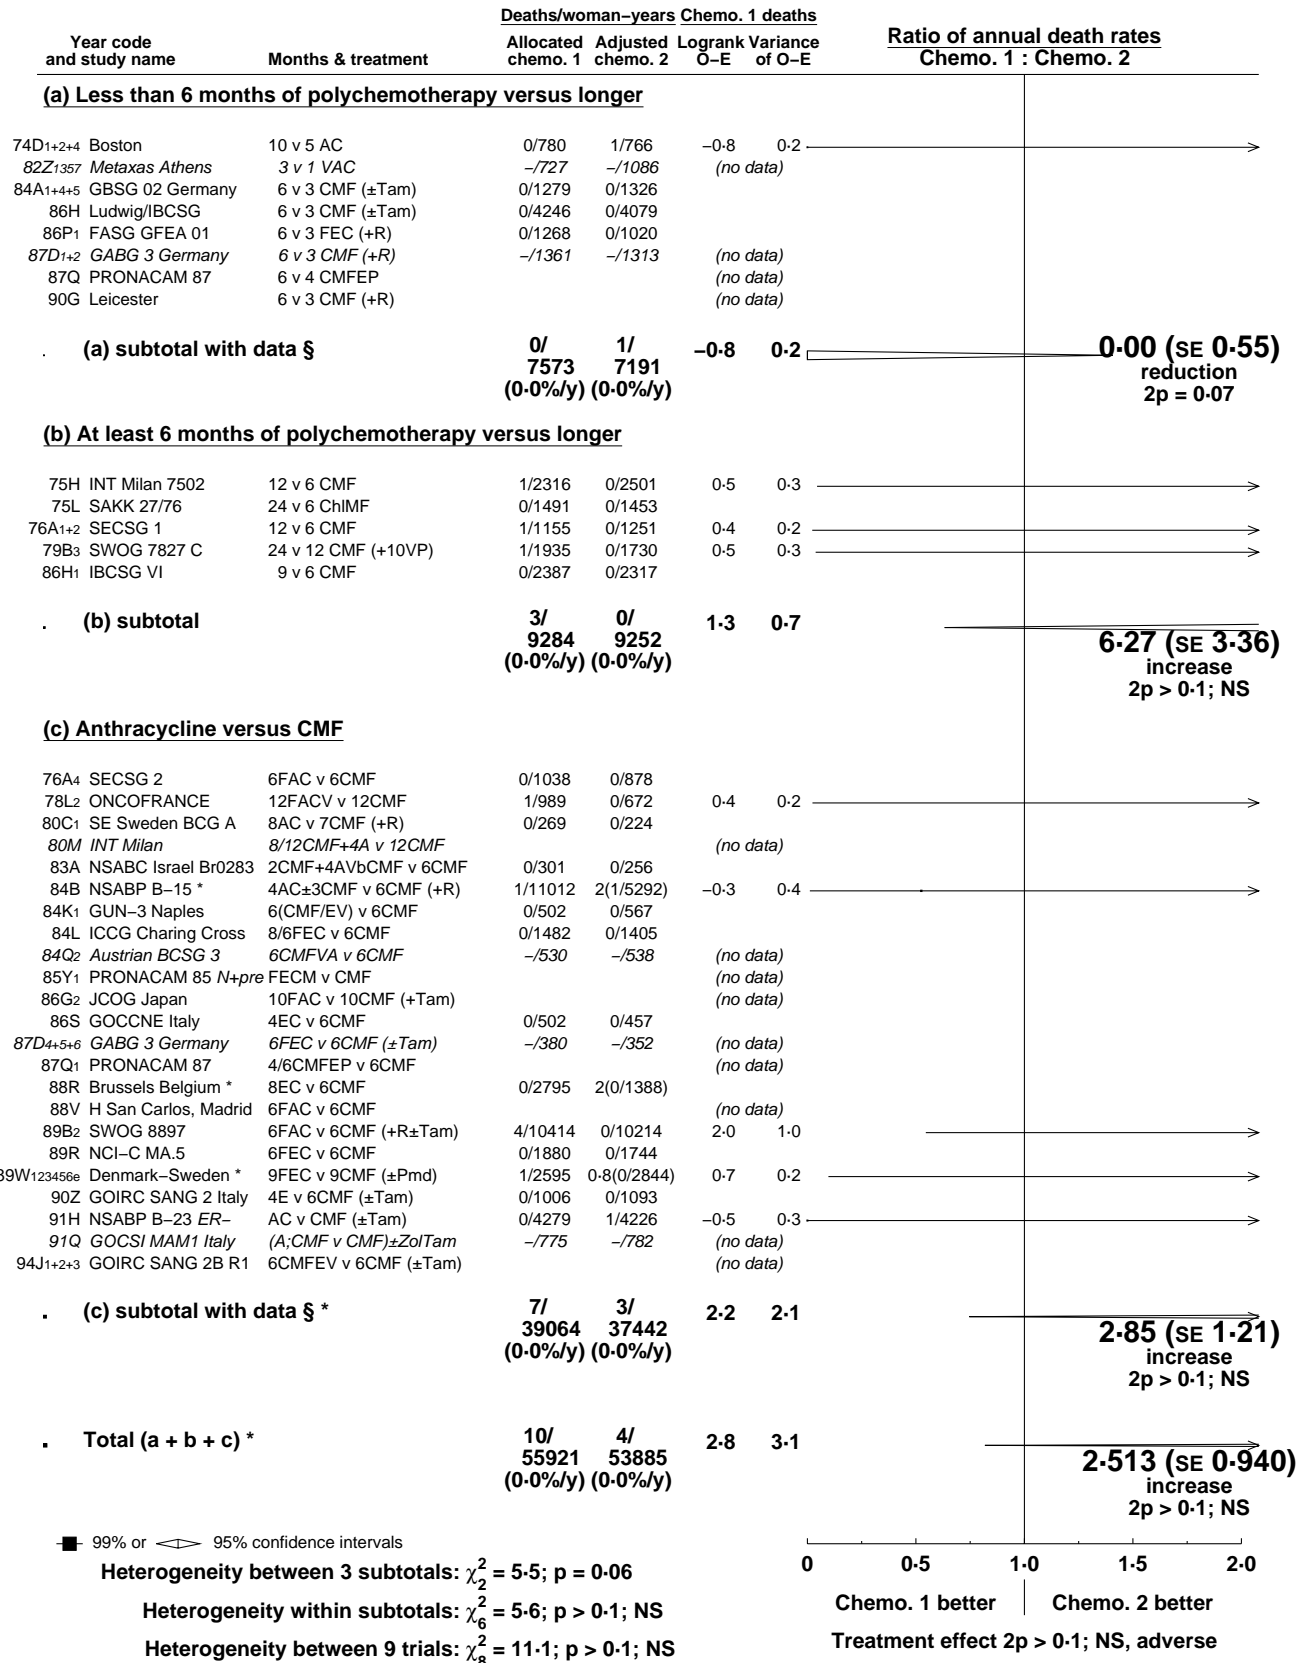 Deaths/woman–years Chemo. 1 deaths
Year code and study name Months & treatment Allocated chemo. 1 Adjusted chemo. 2 Logrank O–E Variance of O–E Ratio of annual death rates Chemo. 1 : Chemo. 2
(a) Less than 6 months of polychemotherapy versus longer
74D1+2+4 Boston 10 v 5 AC 0/780 1/766 –0·8 0·2
82Z1357 Metaxas Athens 3 v 1 VAC –/727 –/1086 (no data)
84A1+4+5 GBSG 02 Germany 6 v 3 CMF (±Tam) 0/1279 0/1326
86H Ludwig/IBCSG 6 v 3 CMF (±Tam) 0/4246 0/4079
86P1 FASG GFEA 01 6 v 3 FEC (+R) 0/1268 0/1020
87D1+2 GABG 3 Germany 6 v 3 CMF (+R) –/1361 –/1313 (no data)
87Q PRONACAM 87 6 v 4 CMFEP (no data)
90G Leicester 6 v 3 CMF (+R) (no data)
. (a) subtotal with data § 0/ 1/ –0·8 0·2 0·00 (SE 0·55)
7573 7191 reduction
(0·0%/y) (0·0%/y) 2p = 0·07
(b) At least 6 months of polychemotherapy versus longer
75H INT Milan 7502 12 v 6 CMF 1/2316 0/2501 0·5 0·3
75L SAKK 27/76 24 v 6 ChlMF 0/1491 0/1453
76A1+2 SECSG 1 12 v 6 CMF 1/1155 0/1251 0·4 0·2
79B3 SWOG 7827 C 24 v 12 CMF (+10VP) 1/1935 0/1730 0·5 0·3
86H1 IBCSG VI 9 v 6 CMF 0/2387 0/2317
. (b) subtotal 3/ 0/ 1·3 0·7
9284 9252 6·27 (SE 3·36)
(0·0%/y) (0·0%/y) increase
2p > 0·1; NS
(c) Anthracycline versus CMF
76A4 SECSG 2 6FAC v 6CMF 0/1038 0/878
78L2 ONCOFRANCE 12FACV v 12CMF 1/989 0/672 0·4 0·2
80C1 SE Sweden BCG A 8AC v 7CMF (+R) 0/269 0/224
80M INT Milan 8/12CMF+4A v 12CMF (no data)
83A NSABC Israel Br0283 2CMF+4AVbCMF v 6CMF 0/301 0/256
84B NSABP B–15 * 4AC±3CMF v 6CMF (+R) 1/11012 2(1/5292) –0·3 0·4
84K1 GUN–3 Naples 6(CMF/EV) v 6CMF 0/502 0/567
84L ICCG Charing Cross 8/6FEC v 6CMF 0/1482 0/1405
84Q2 Austrian BCSG 3 6CMFVA v 6CMF –/530 –/538 (no data)
85Y1 PRONACAM 85 N+pre FECM v CMF (no data)
86G2 JCOG Japan 10FAC v 10CMF (+Tam) (no data)
86S GOCCNE Italy 4EC v 6CMF 0/502 0/457
87D4+5+6 GABG 3 Germany 6FEC v 6CMF (±Tam) –/380 –/352 (no data)
87Q1 PRONACAM 87 4/6CMFEP v 6CMF (no data)
88R Brussels Belgium * 8EC v 6CMF 0/2795 2(0/1388)
88V H San Carlos, Madrid 6FAC v 6CMF (no data)
89B2 SWOG 8897 6FAC v 6CMF (+R±Tam) 4/10414 0/10214 2·0 1·0
89R NCI–C MA.5 6FEC v 6CMF 0/1880 0/1744
39W123456e Denmark–Sweden * 9FEC v 9CMF (±Pmd) 1/2595 0·8(0/2844) 0·7 0·2
90Z GOIRC SANG 2 Italy 4E v 6CMF (±Tam) 0/1006 0/1093
91H NSABP B–23 ER– AC v CMF (±Tam) 0/4279 1/4226 –0·5 0·3
91Q GOCSI MAM1 Italy (A;CMF v CMF)±ZolTam –/775 –/782 (no data)
94J1+2+3 GOIRC SANG 2B R1 6CMFEV v 6CMF (±Tam) (no data)
. (c) subtotal with data § * 7/ 3/ 2·2 2·1
39064 37442 2·85 (SE 1·21)
(0·0%/y) (0·0%/y) increase
2p > 0·1; NS
. Total (a + b + c) * 10/ 4/ 2·8 3·1
55921 53885 2·513 (SE 0·940)
(0·0%/y) (0·0%/y) increase
2p > 0·1; NS
99% or 95% confidence intervals
0 0·5 1·0 1·5 2·0
Heterogeneity between 3 subtotals: χ²₂ = 5·5; p = 0·06
Chemo. 1 better Chemo. 2 better
Heterogeneity within subtotals: χ²₆ = 5·6; p > 0·1; NS
Treatment effect 2p > 0·1; NS, adverse
Heterogeneity between 9 trials: χ²₈ = 11·1; p > 0·1; NS